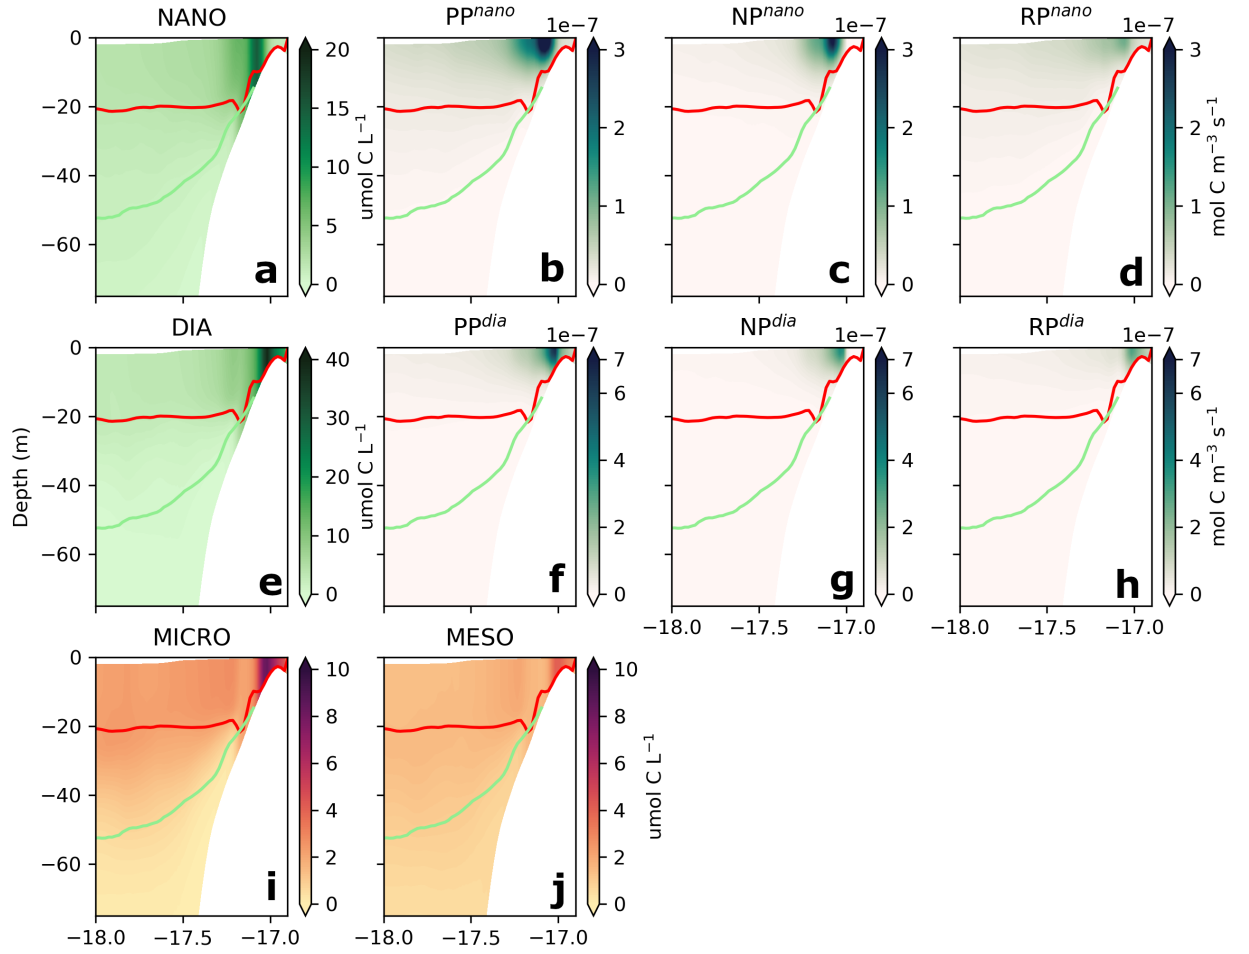 NANO
PP^nano
NP^nano
RP^nano
1e−7
1e−7
1e−7
0
−20
−40
−60
20
15
10
5
0
umol C L^−1
3
2
1
0
3
2
1
0
3
2
1
0
mol C m^−3 s^−1
a
b
c
d
DIA
PP^dia
NP^dia
RP^dia
1e−7
1e−7
1e−7
Depth (m)
0
−20
−40
−60
40
30
20
10
0
umol C L^−1
7
6
4
2
0
7
6
4
2
0
7
6
4
2
0
mol C m^−3 s^−1
e
f
g
h
−18.0 −17.5 −17.0
−18.0 −17.5 −17.0
MICRO
MESO
0
−20
−40
−60
10
8
6
4
2
0
10
8
6
4
2
0
umol C L^−1
i
j
−18.0 −17.5 −17.0
−18.0 −17.5 −17.0